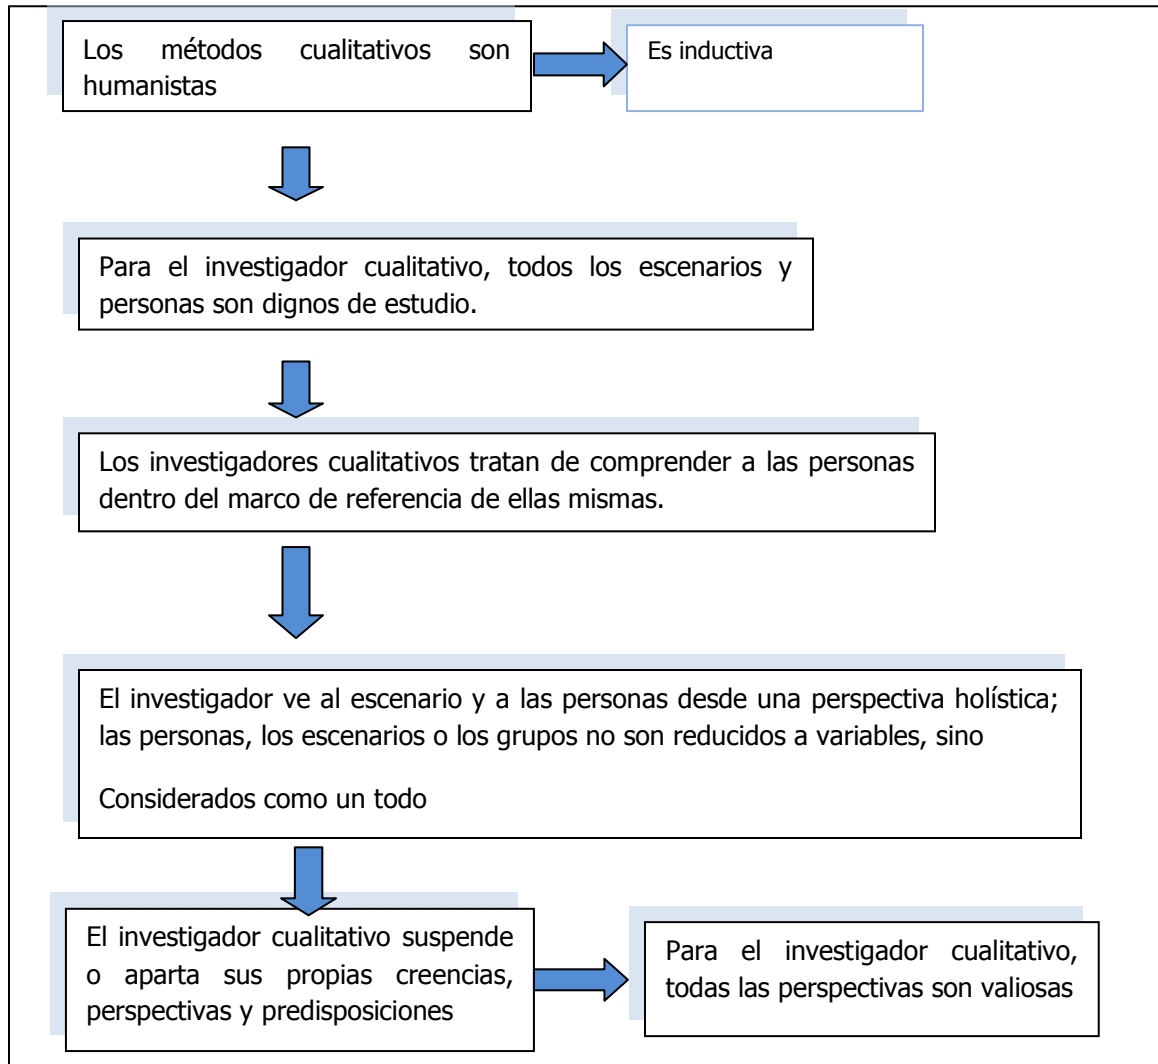 Los métodos cualitativos son
humanistas
Es inductiva
Para el investigador cualitativo, todos los escenarios y
personas son dignos de estudio.
Los investigadores cualitativos tratan de comprender a las personas
dentro del marco de referencia de ellas mismas.
El investigador ve al escenario y a las personas desde una perspectiva holística;
las personas, los escenarios o los grupos no son reducidos a variables, sino
Considerados como un todo
El investigador cualitativo suspende
o aparta sus propias creencias,
perspectivas y predisposiciones
Para el investigador cualitativo,
todas las perspectivas son valiosas